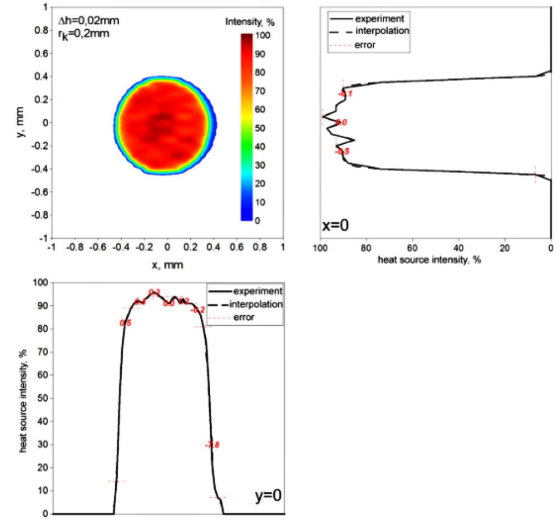 Δh=0,02mm
rk=0,2mm
Intensity, %
100
90
80
70
60
50
40
30
20
10
0
1
0.8
0.6
0.4
0.2
0
-0.2
-0.4
-0.6
-0.8
-1
y, mm
-1 -0.8 -0.6 -0.4 -0.2 0 0.2 0.4 0.6 0.8 1
x, mm
experiment
interpolation
error
-0.1
0.0
-0.5
x=0
100 80 60 40 20 0
heat source intensity, %
100
90
80
70
60
50
40
30
20
10
0
heat source intensity, %
experiment
interpolation
error
0.5
0.3
0.0
-0.2
-7.8
y=0